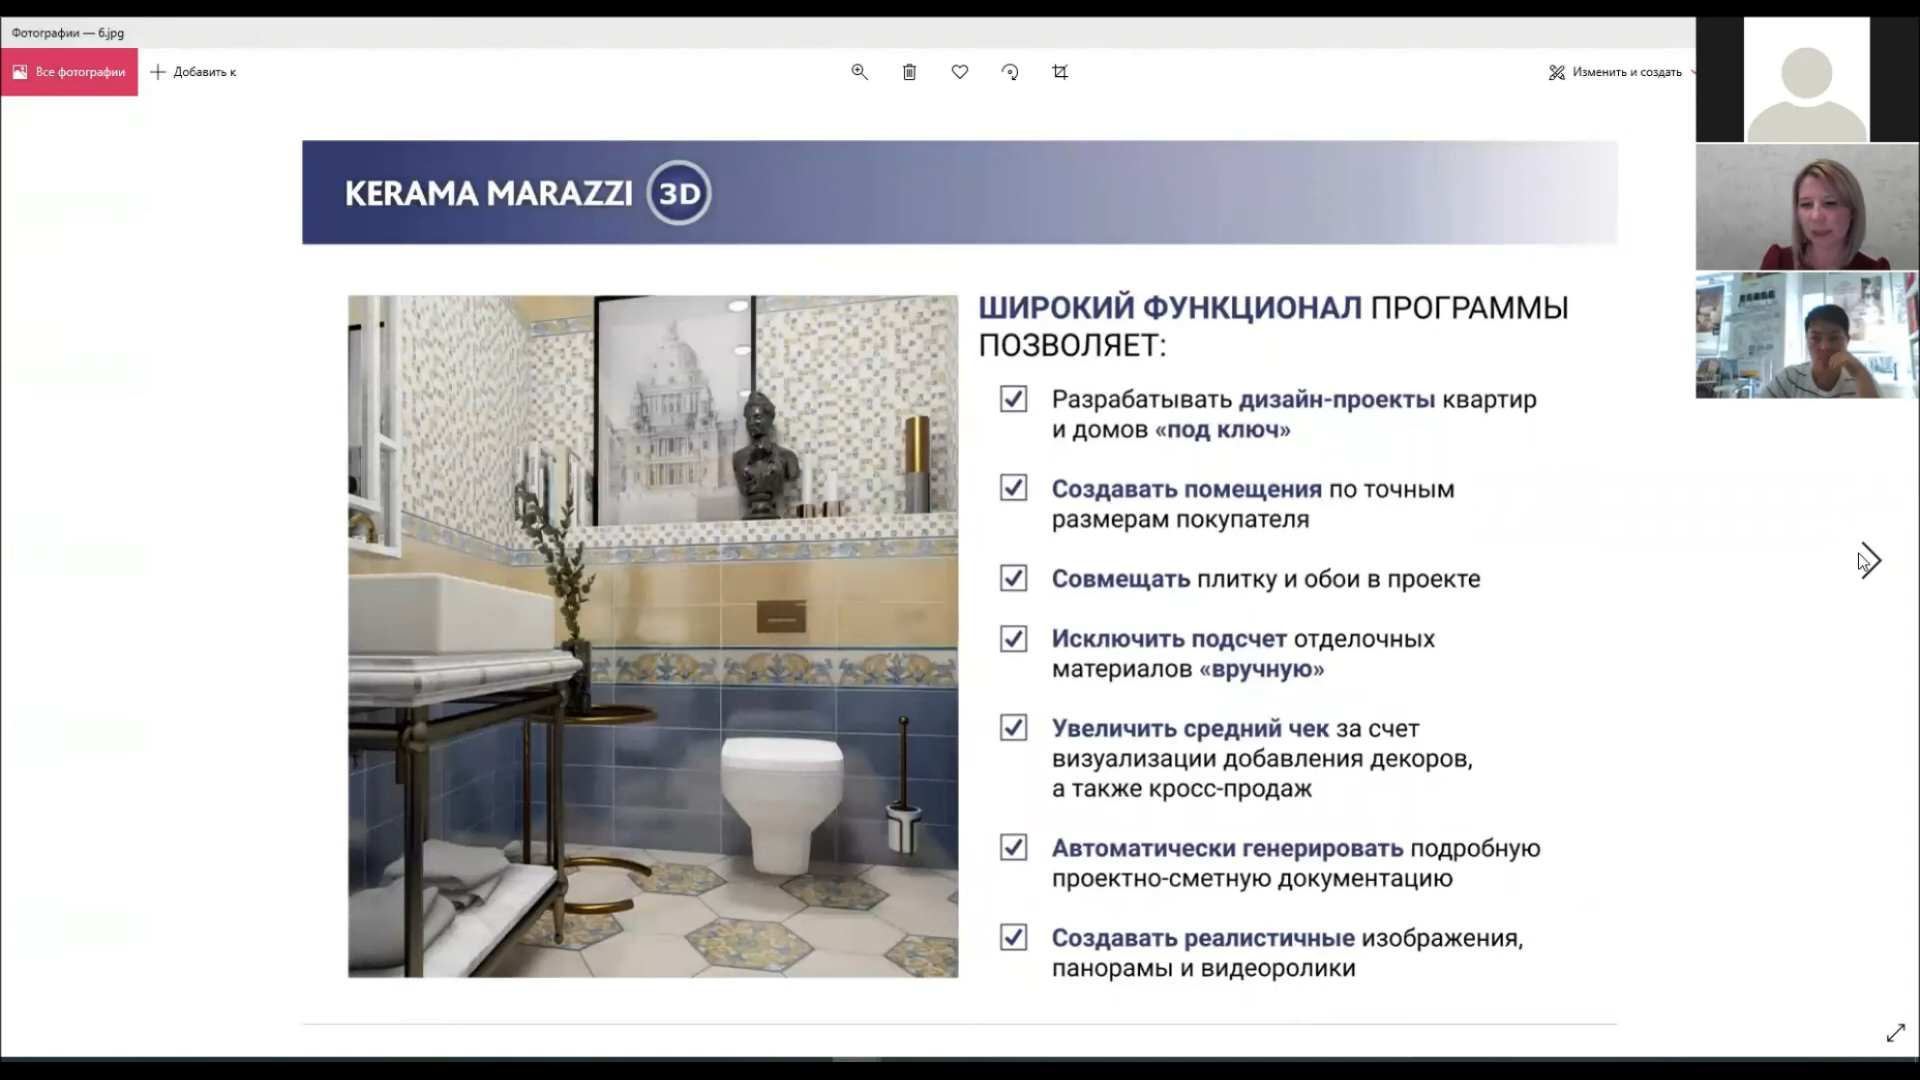 Фотографии — 6.jpg
Все фотографии
Добавить к
Изменить и создать
KERAMA MARAZZI 3D
ШИРОКИЙ ФУНКЦИОНАЛ ПРОГРАММЫ
ПОЗВОЛЯЕТ:
Разрабатывать дизайн-проекты квартир
и домов «под ключ»
Создавать помещения по точным
размерам покупателя
Совмещать плитку и обои в проекте
Исключить подсчет отделочных
материалов «вручную»
Увеличить средний чек за счет
визуализации добавления декоров,
а также кросс-продаж
Автоматически генерировать подробную
проектно-сметную документацию
Создавать реалистичные изображения,
панорамы и видеоролики